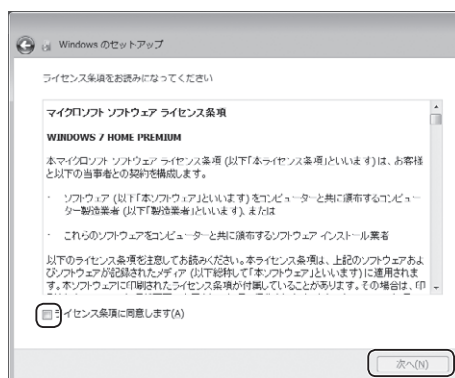 Windows のセットアップ
ライセンス条項をお読みになってください
マイクロソフト ソフトウェア ライセンス条項
WINDOWS 7 HOME PREMIUM
本マイクロソフト ソフトウェア ライセンス条項 (以下「本ライセンス条項」といいます) は、お客様
と以下の当事者との契約を構成します。
- ソフトウェア (以下「本ソフトウェア」といいます) をコンピューターと共に頒布するコンピュー
ター製造業者 (以下「製造業者」といいます)、または
- これらのソフトウェアをコンピューターと共に頒布するソフトウェア インストール業者
以下のライセンス条項を注意してお読みください。本ライセンス条項は、上記のソフトウェアおよ
びソフトウェアが記録されたメディア (以下総称して「本ソフトウェア」といいます) に適用されま
す。本ソフトウェアに印刷されたライセンス条項が付属していることがあります。その場合は、印
イセンス条項に同意します(A)
次へ(N)